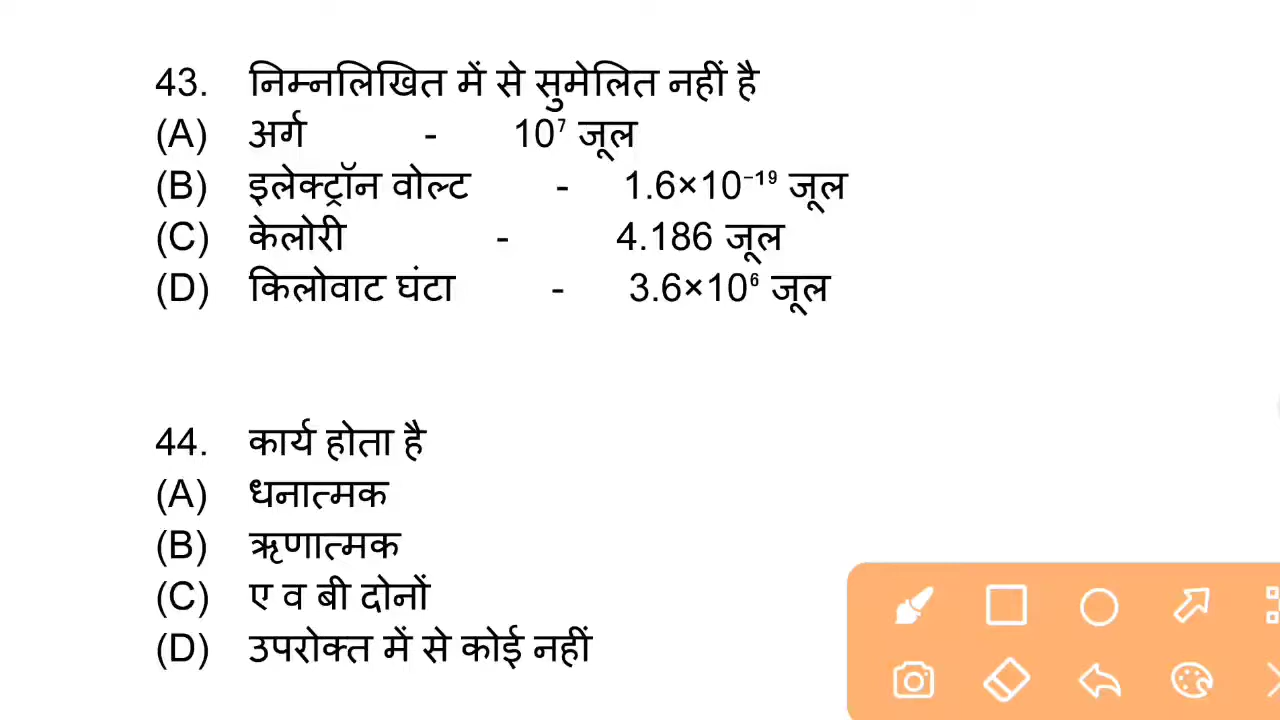 43. निम्नलिखित में से सुमेलित नहीं है
(A) अर्ग - 10⁷ जूल
(B) इलेक्ट्रॉन वोल्ट - 1.6×10⁻¹⁹ जूल
(C) केलोरी - 4.186 जूल
(D) किलोवाट घंटा - 3.6×10⁶ जूल
44. कार्य होता है
(A) धनात्मक
(B) ऋणात्मक
(C) ए व बी दोनों
(D) उपरोक्त में से कोई नहीं